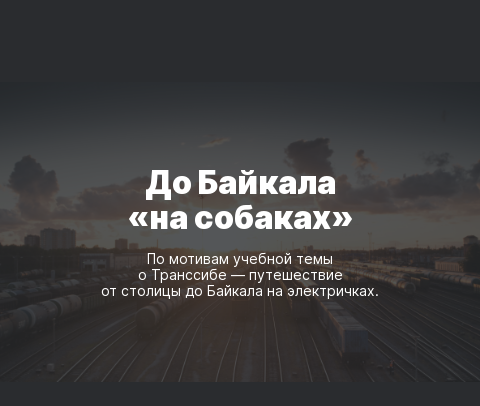 До Байкала
«на собаках»
По мотивам учебной темы
о Транссибе — путешествие
от столицы до Байкала на электричках.